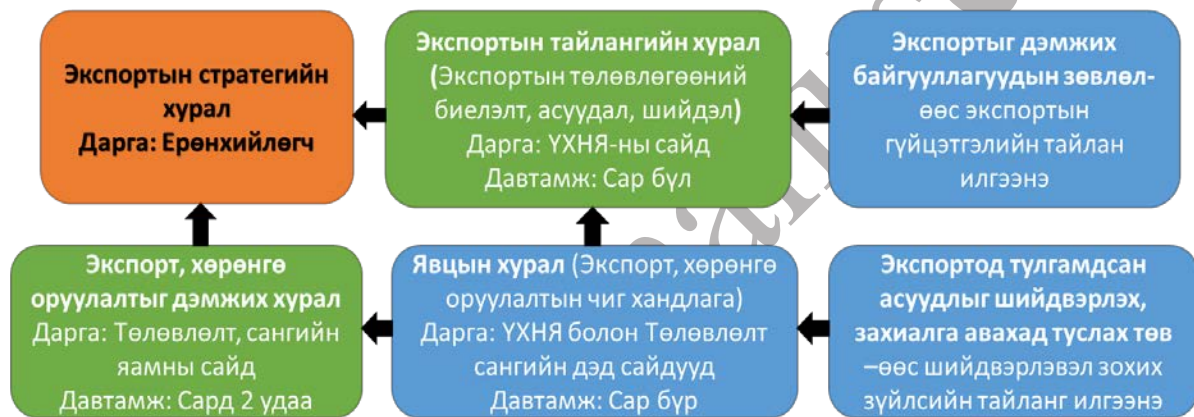 Экспортын стратегийн
хурал
Дарга: Ерөнхийлөгч
Экспортын тайлангийн хурал
(Экспортын төлөвлөгөөний
биелэлт, асуудал, шийдэл)
Дарга: ҮХНЯ-ны сайд
Давтамж: Сар бүл
Экспортыг дэмжих
байгууллагуудын зөвлөл-
өөс экспортын
гүйцэтгэлийн тайлан
илгээнэ
Экспорт, хөрөнгө
оруулалтыг дэмжих хурал
Дарга: Төлөвлөлт, сангийн
яамны сайд
Давтамж: Сард 2 удаа
Явцын хурал (Экспорт, хөрөнгө
оруулалтын чиг хандлага)
Дарга: ҮХНЯ болон Төлөвлөлт
сангийн дэд сайдууд
Давтамж: Сар бүр
Экспортод тулгамдсан
асуудлыг шийдвэрлэх,
захиалга авахад туслах төв
–өөс шийдвэрлэвэл зохих
зүйлсийн тайланг илгээнэ